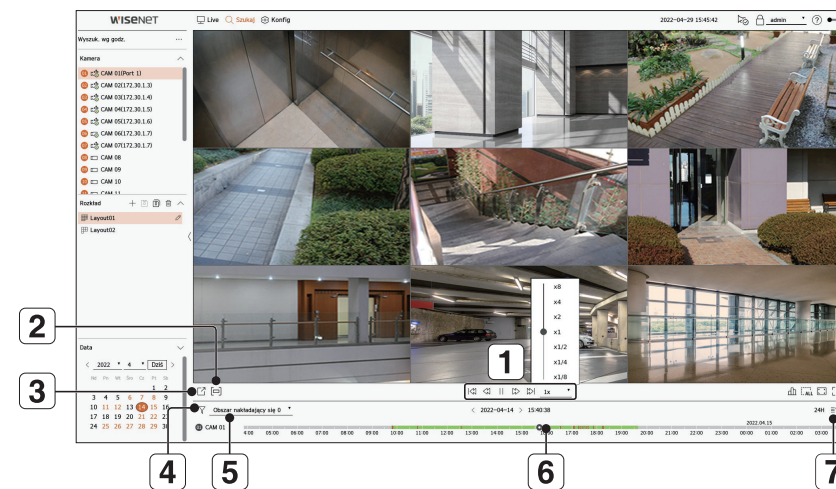 WISENET Live Szukaj Konfig 2022-04-29 15:45:42 admin ?
Wyszuk. wg godz. ...
Kamera
CAM 01(Port 1)
CAM 02(172.30.1.3)
CAM 03(172.30.1.4)
CAM 04(172.30.1.5)
CAM 05(172.30.1.6)
CAM 06(172.30.1.7)
CAM 07(172.30.1.7)
CAM 08
CAM 09
CAM 10
CAM 11
Rozkład
Layout01
Layout02
x8
x4
x2
x1
x1/2
x1/4
x1/8
1
2
3
Data
2022 4 Dziś
1 2
3 4 5 6 7 8 9
10 11 12 13 14 15 16
17 18 19 20 21 22 23
24 25 26 27 28 29 30
1x ALL
Obszar nakładający się 0 < 2022-04-14 > 15:40:38 24H
CAM 01 2022.04.15
4:00 05:00 06:00 07:00 08:00 09:00 10:00 11:00 12:00 13:00 14:00 15:00 16:00 17:00 18:00 19:00 20:00 21:00 22:00 23:00 00:00 01:00 02:00 03:00
4
5
6
7